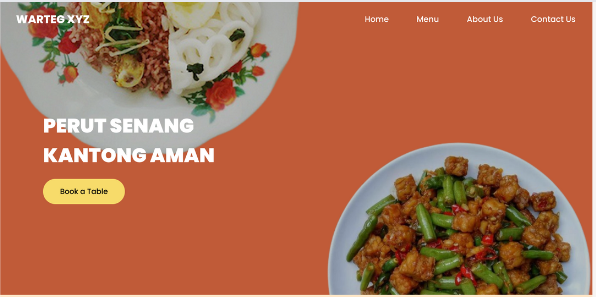 WARTEG XYZ
Home Menu About Us Contact Us
PERUT SENANG
KANTONG AMAN
Book a Table